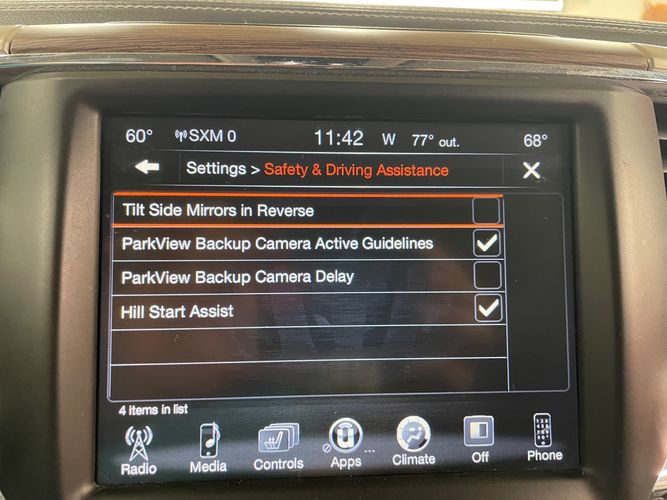 60° SXM 0 11:42 W 77° out. 68°
Settings > Safety & Driving Assistance
Tilt Side Mirrors in Reverse
ParkView Backup Camera Active Guidelines
ParkView Backup Camera Delay
Hill Start Assist
4 items in list
Radio Media Controls Apps ... Climate Off Phone